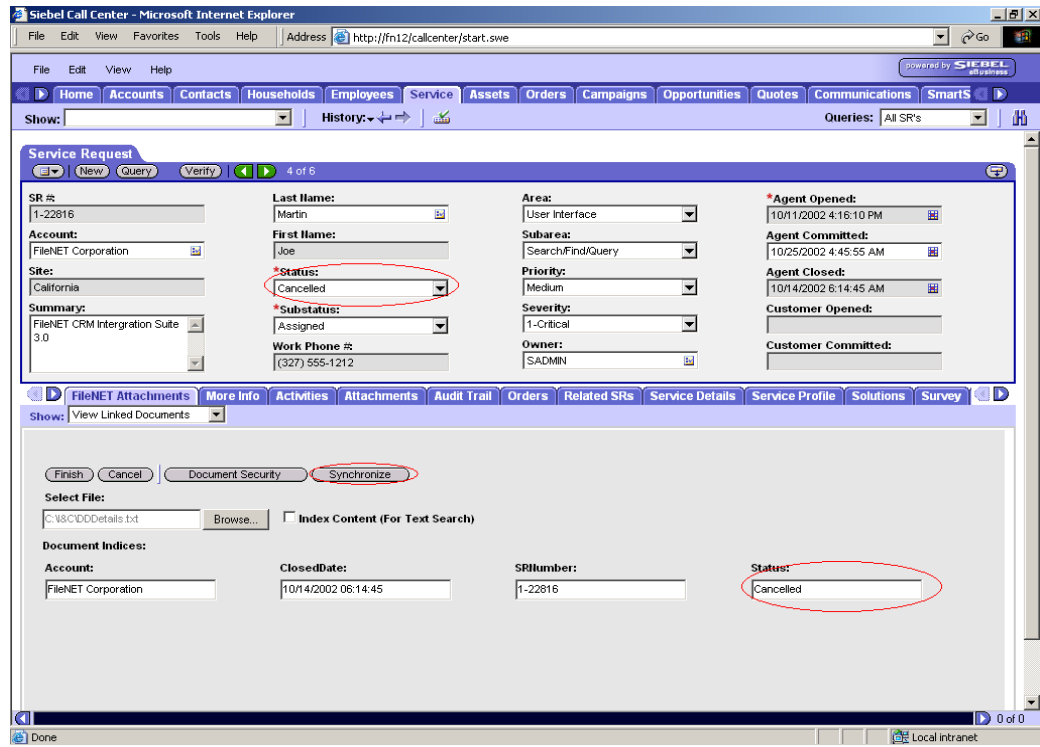 Siebel Call Center - Microsoft Internet Explorer
File Edit View Favorites Tools Help Address http://fn12/callcenter/start.swe Go
File Edit View Help powered by SIEBEL eBusiness
Home Accounts Contacts Households Employees Service Assets Orders Campaigns Opportunities Quotes Communications SmartS
Show: History: Queries: All SR's
Service Request
New Query Verify 4 of 6
SR #: Last Name: Area: *Agent Opened:
1-22816 Martin User Interface 10/11/2002 4:16:10 PM
Account: First Name: Subarea: Agent Committed:
FileNET Corporation Joe Search/Find/Query 10/25/2002 4:45:55 AM
Site: *Status: Priority: Agent Closed:
California Cancelled Medium 10/14/2002 6:14:45 AM
Summary: *Substatus: Severity: Customer Opened:
FileNET CRM Intergration Suite 3.0 Assigned 1-Critical
Work Phone #: Owner: Customer Committed:
(327) 555-1212 SADMIN
FileNET Attachments More Info Activities Attachments Audit Trail Orders Related SRs Service Details Service Profile Solutions Survey
Show: View Linked Documents
Finish Cancel Document Security Synchronize
Select File:
C:\I&C\DDDetails.txt Browse... Index Content (For Text Search)
Document Indices:
Account: ClosedDate: SRNumber: Status:
FileNET Corporation 10/14/2002 06:14:45 1-22816 Cancelled
0 of 0
Done Local intranet